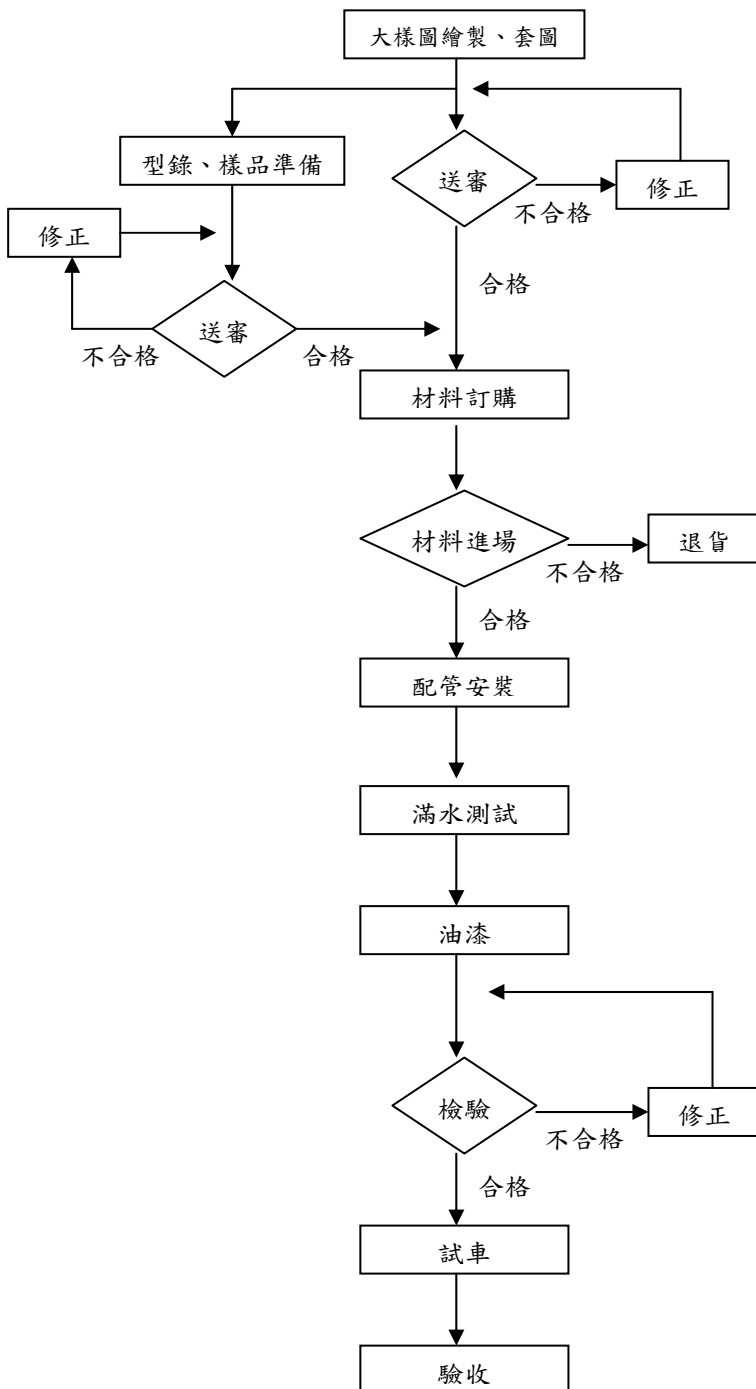 大樣圖繪製、套圖
型錄、樣品準備
送審
不合格
修正
修正
合格
送審
不合格
合格
材料訂購
材料進場
不合格
退貨
合格
配管安裝
滿水測試
油漆
檢驗
不合格
修正
合格
試車
驗收